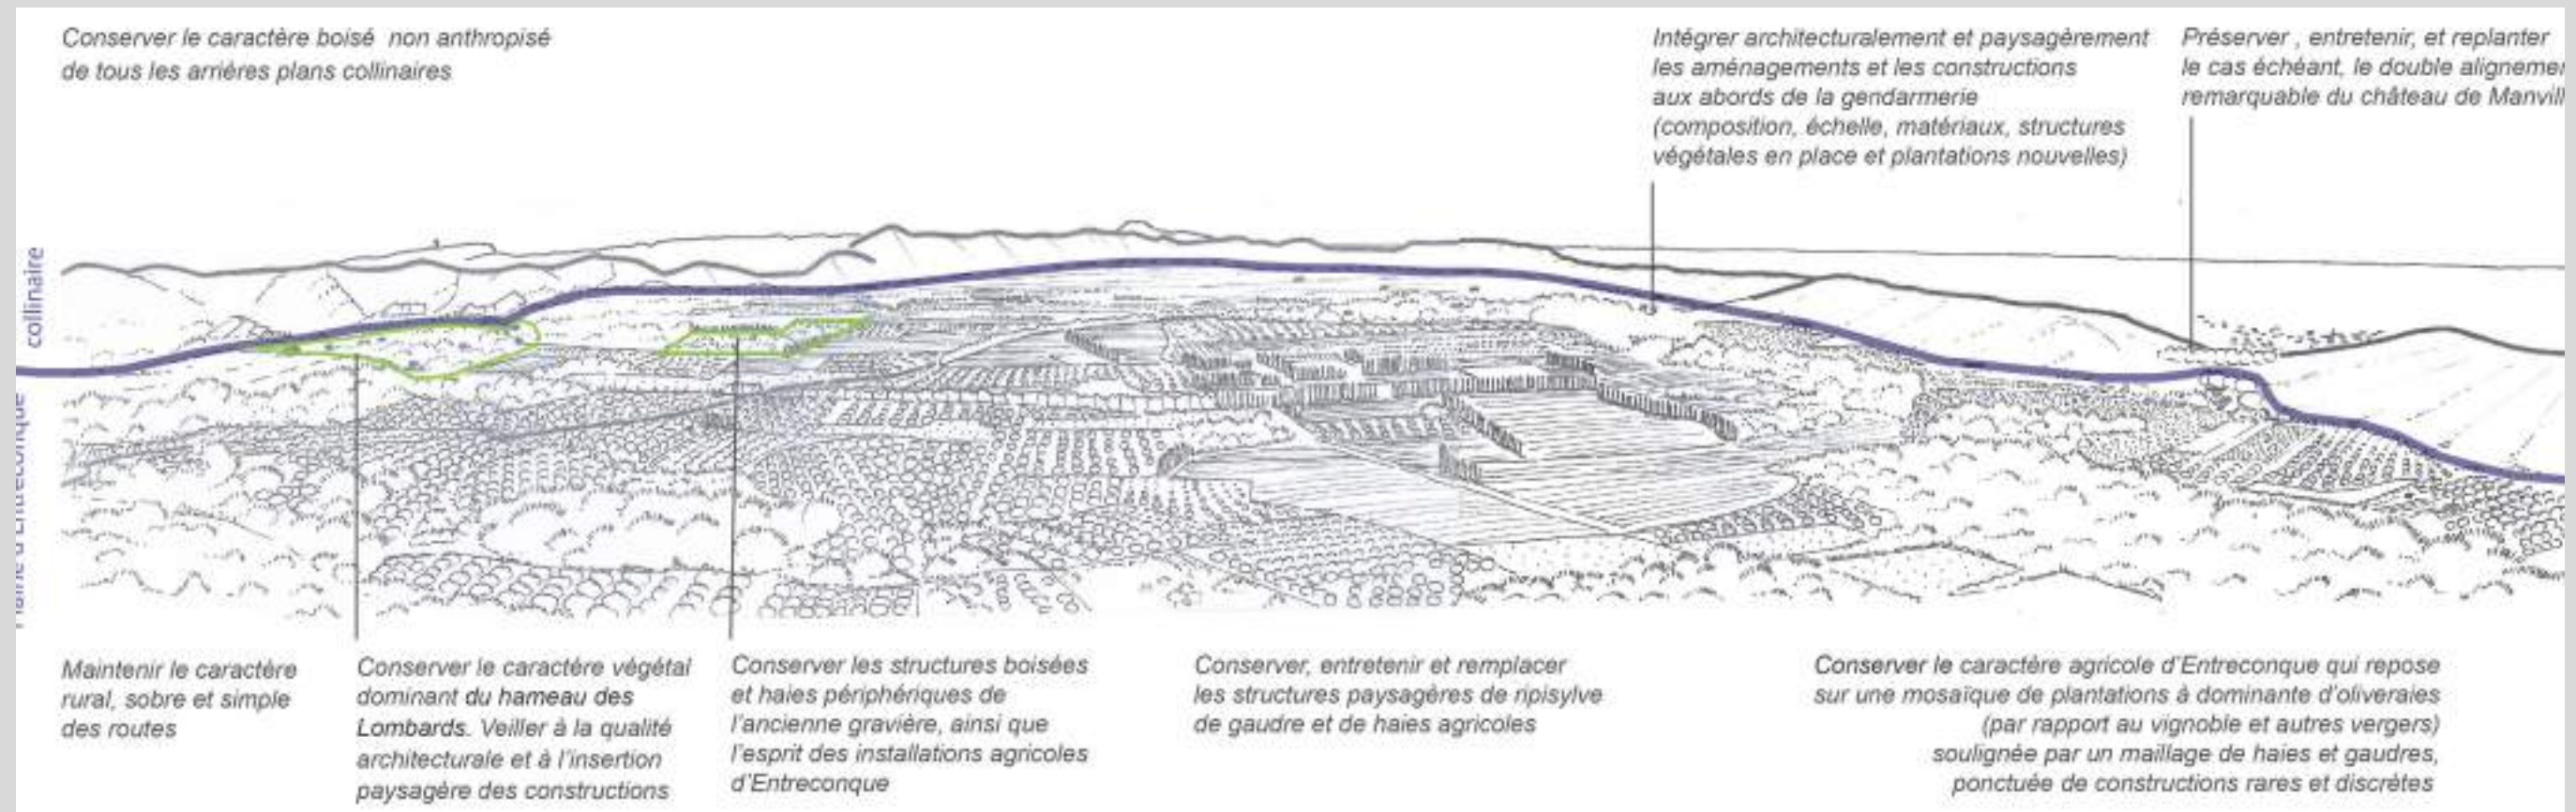 Conserver le caractère boisé non anthropisé
de tous les arrières plans collinaires
Intégrer architecturalement et paysagèrement
les aménagements et les constructions
aux abords de la gendarmerie
(composition, échelle, matériaux, structures
végétales en place et plantations nouvelles)
Préserver , entretenir, et replanter
le cas échéant, le double
remarquable du château de
collinaire
d'Entreconque
Maintenir le caractère
rural, sobre et simple
des routes
Conserver le caractère végétal
dominant du hameau des
Lombards. Veiller à la qualité
architecturale et à l'insertion
paysagère des constructions
Conserver les structures boisées
et haies périphériques de
l'ancienne gravière, ainsi que
l'esprit des installations agricoles
d'Entreconque
Conserver, entretenir et remplacer
les structures paysagères de ripisylve
de gaudre et de haies agricoles
Conserver le caractère agricole d'Entreconque qui repose
sur une mosaïque de plantations à dominante d'oliveraies
(par rapport au vignoble et autres vergers)
soulignée par un maillage de haies et gaudres,
ponctuée de constructions rares et discrètes